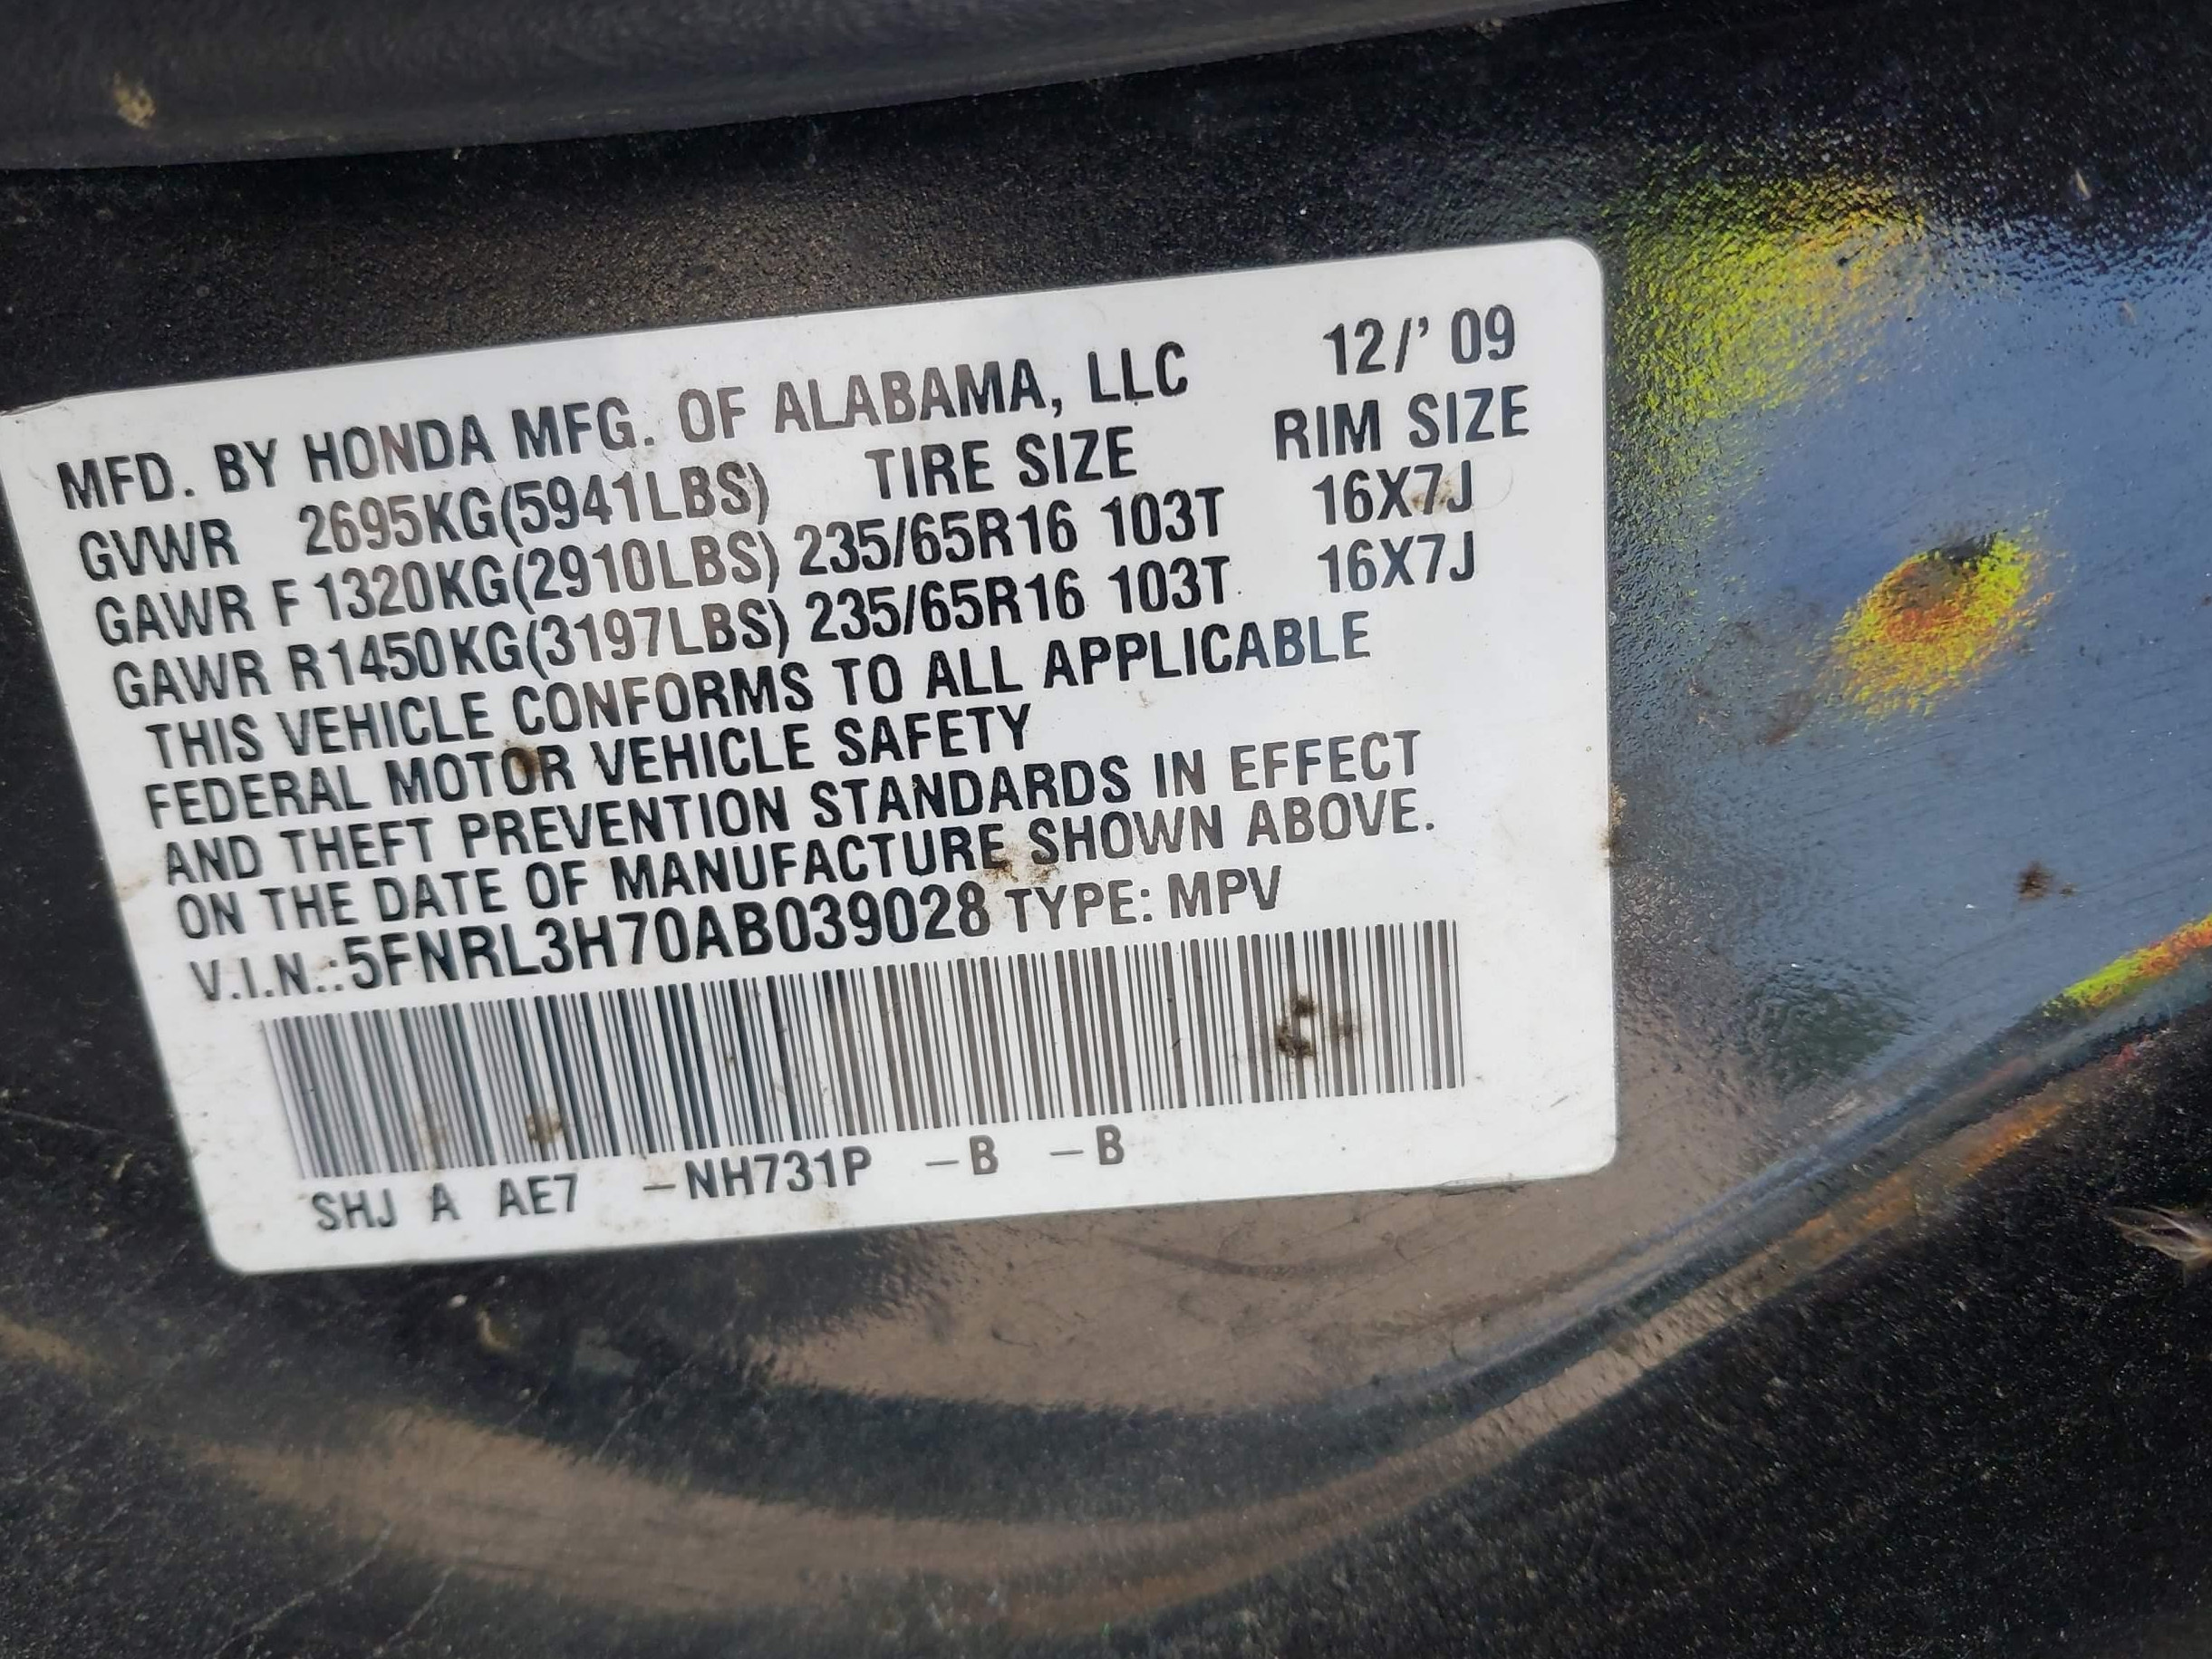 MFD. BY HONDA MFG. OF ALABAMA, LLC 12/' 09
GVWR 2695KG(5941LBS) TIRE SIZE RIM SIZE
GAWR F 1320KG(2910LBS) 235/65R16 103T 16X7J
GAWR R1450KG(3197LBS) 235/65R16 103T 16X7J
THIS VEHICLE CONFORMS TO ALL APPLICABLE
FEDERAL MOTOR VEHICLE SAFETY
AND THEFT PREVENTION STANDARDS IN EFFECT
ON THE DATE OF MANUFACTURE SHOWN ABOVE.
V.I.N.:5FNRL3H70AB039028 TYPE: MPV
SHJ A AE7 -NH731P -B -B